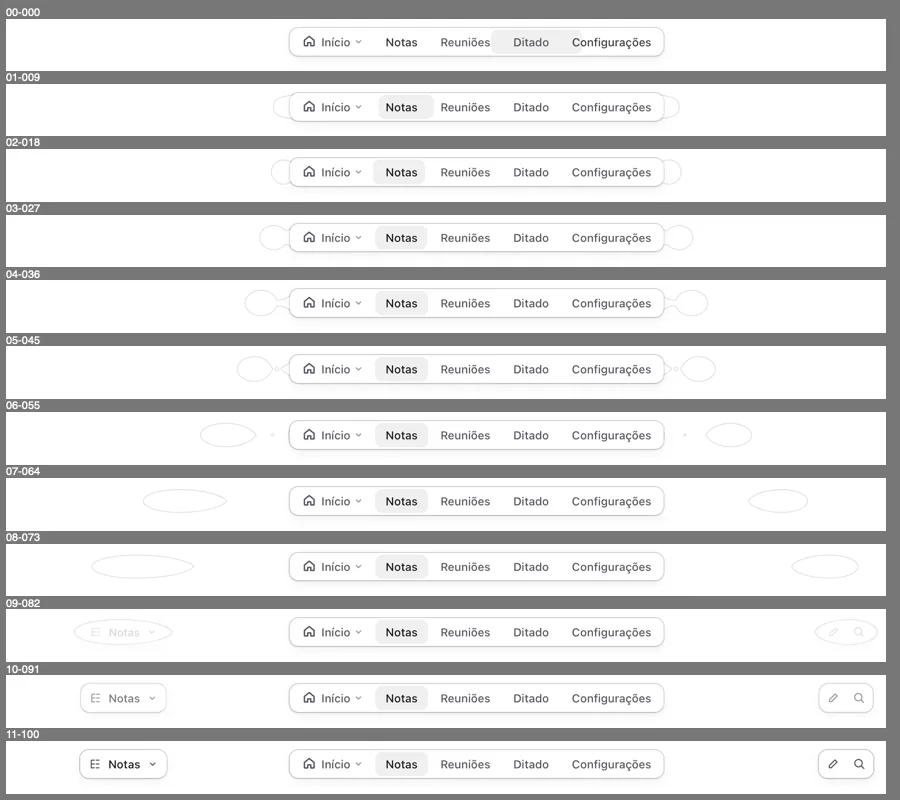 00-000
Início Notas Reuniões Ditado Configurações
01-009
Início Notas Reuniões Ditado Configurações
02-018
Início Notas Reuniões Ditado Configurações
03-027
Início Notas Reuniões Ditado Configurações
04-036
Início Notas Reuniões Ditado Configurações
05-045
Início Notas Reuniões Ditado Configurações
06-055
Início Notas Reuniões Ditado Configurações
07-064
Início Notas Reuniões Ditado Configurações
08-073
Início Notas Reuniões Ditado Configurações
09-082
Notas Início Notas Reuniões Ditado Configurações
10-091
Notas Início Notas Reuniões Ditado Configurações
11-100
Notas Início Notas Reuniões Ditado Configurações